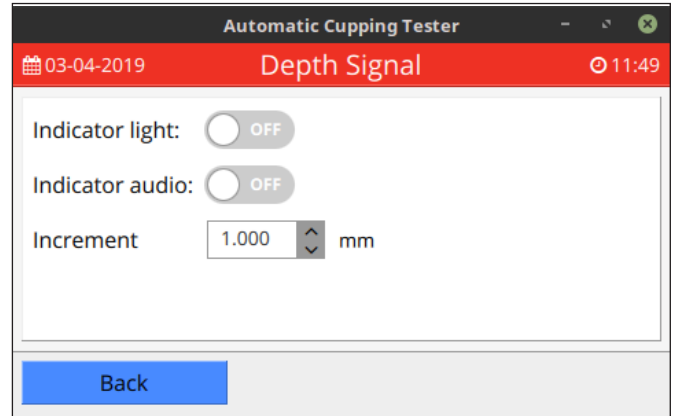 Automatic Cupping Tester
03-04-2019 Depth Signal 11:49
Indicator light: OFF
Indicator audio: OFF
Increment 1.000 mm
Back